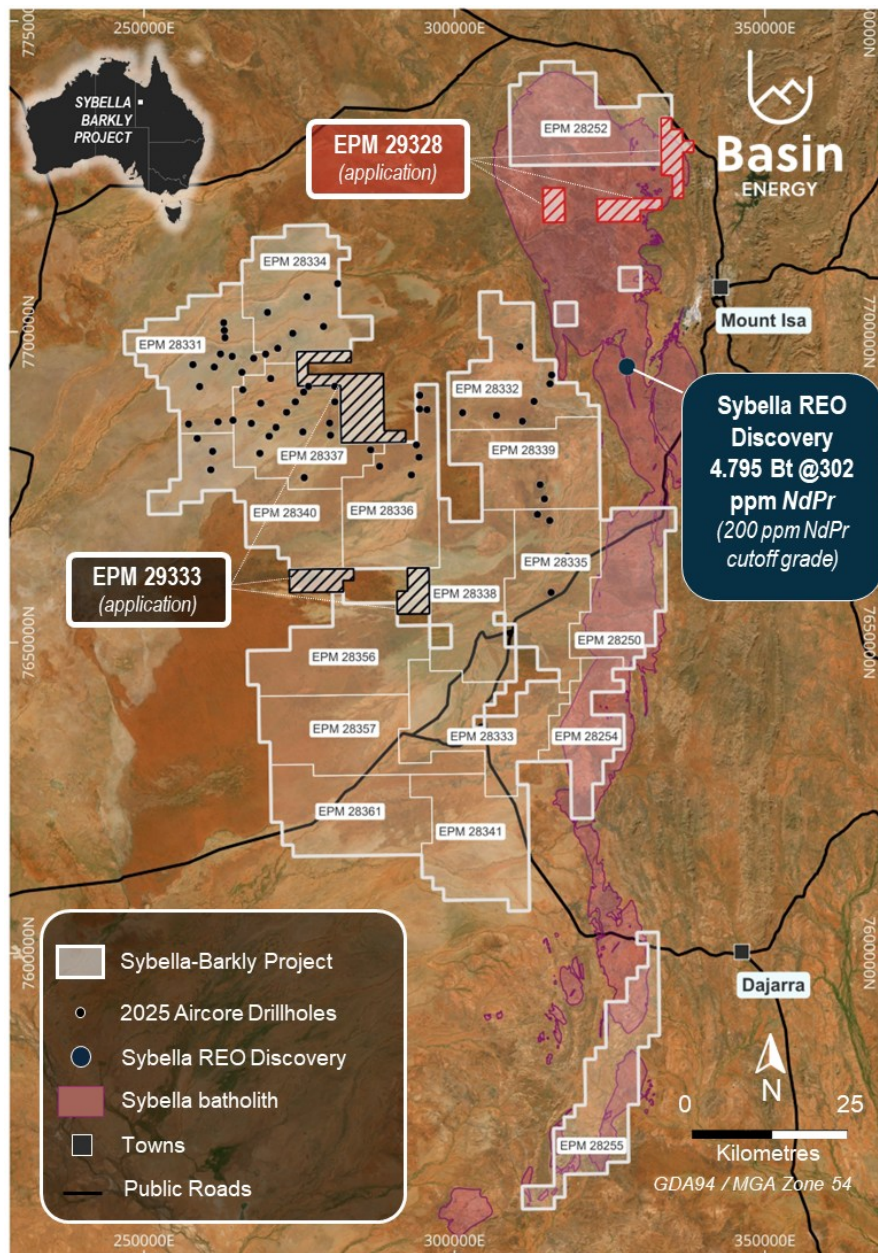 250000E
300000E
350000E
7750000N
7750000N
SYBELLA
BARKLY
PROJECT
EPM 29328
(application)
EPM 28252
Basin
ENERGY
EPM 28334
Mount Isa
7700000N
7700000N
EPM 28331
EPM 28332
Sybella REO
Discovery
4.795 Bt @302
ppm NdPr
(200 ppm NdPr
cutoff grade)
EPM 28339
EPM 28337
EPM 28340
EPM 28336
EPM 29333
(application)
EPM 28335
EPM 28338
EPM 28250
7650000N
7650000N
EPM 28356
EPM 28357
EPM 28333
EPM 28254
EPM 28361
EPM 28341
Sybella-Barkly Project
2025 Aircore Drillholes
Sybella REO Discovery
Sybella batholith
Towns
Public Roads
7600000N
7600000N
Dajarra
N
0 25
Kilometres
GDA94 / MGA Zone 54
EPM 28255
250000E
300000E
350000E